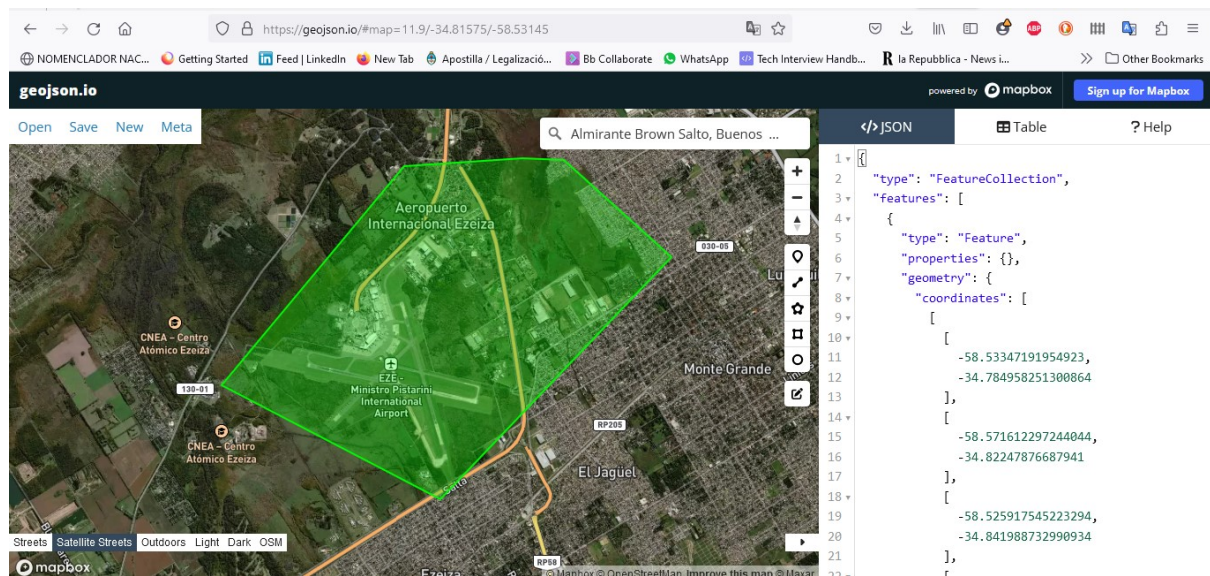 https://geojson.io/#map=11.9/-34.81575/-58.53145
NOMENCLADOR NAC... Getting Started Feed | LinkedIn New Tab Apostilla / Legalizació... Bb Collaborate WhatsApp Tech Interview Handb... la Repubblica - News i... Other Bookmarks
geojson.io powered by mapbox Sign up for Mapbox
Open Save New Meta
Almirante Brown Salto, Buenos ...
</> JSON Table ? Help
Aeropuerto
Internacional Ezeiza
030-05
CNEA – Centro
Atómico Ezeiza
130-01
EZE -
Ministro Pistarini
International
Airport
Monte Grande
CNEA – Centro
Atómico Ezeiza
RP205
El Jagüel
Salta
Streets Satellite Streets Outdoors Light Dark OSM
mapbox
RP58
Ezeiza
© Mapbox © OpenStreetMap Improve this map © Maxar
1 {
2 "type": "FeatureCollection",
3 "features": [
4 {
5 "type": "Feature",
6 "properties": {},
7 "geometry": {
8 "coordinates": [
9 [
10 [
11 -58.53347191954923,
12 -34.784958251300864
13 ],
14 [
15 -58.571612297244044,
16 -34.82247876687941
17 ],
18 [
19 -58.525917545223294,
20 -34.841988732990934
21 ],
22 [